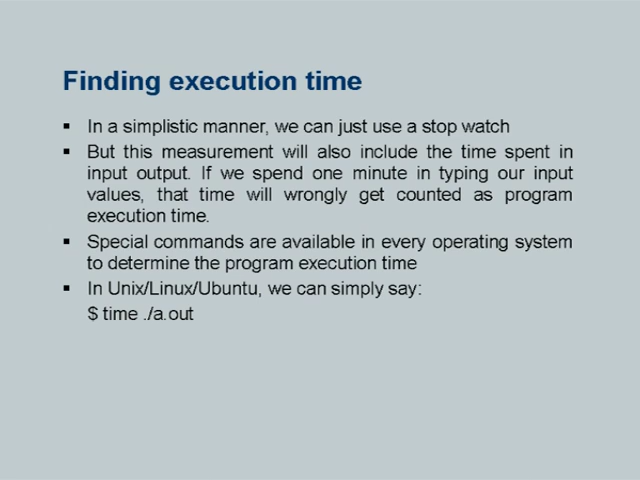 Finding execution time
▪ In a simplistic manner, we can just use a stop watch
▪ But this measurement will also include the time spent in
input output. If we spend one minute in typing our input
values, that time will wrongly get counted as program
execution time.
▪ Special commands are available in every operating system
to determine the program execution time
▪ In Unix/Linux/Ubuntu, we can simply say:
$ time ./a.out